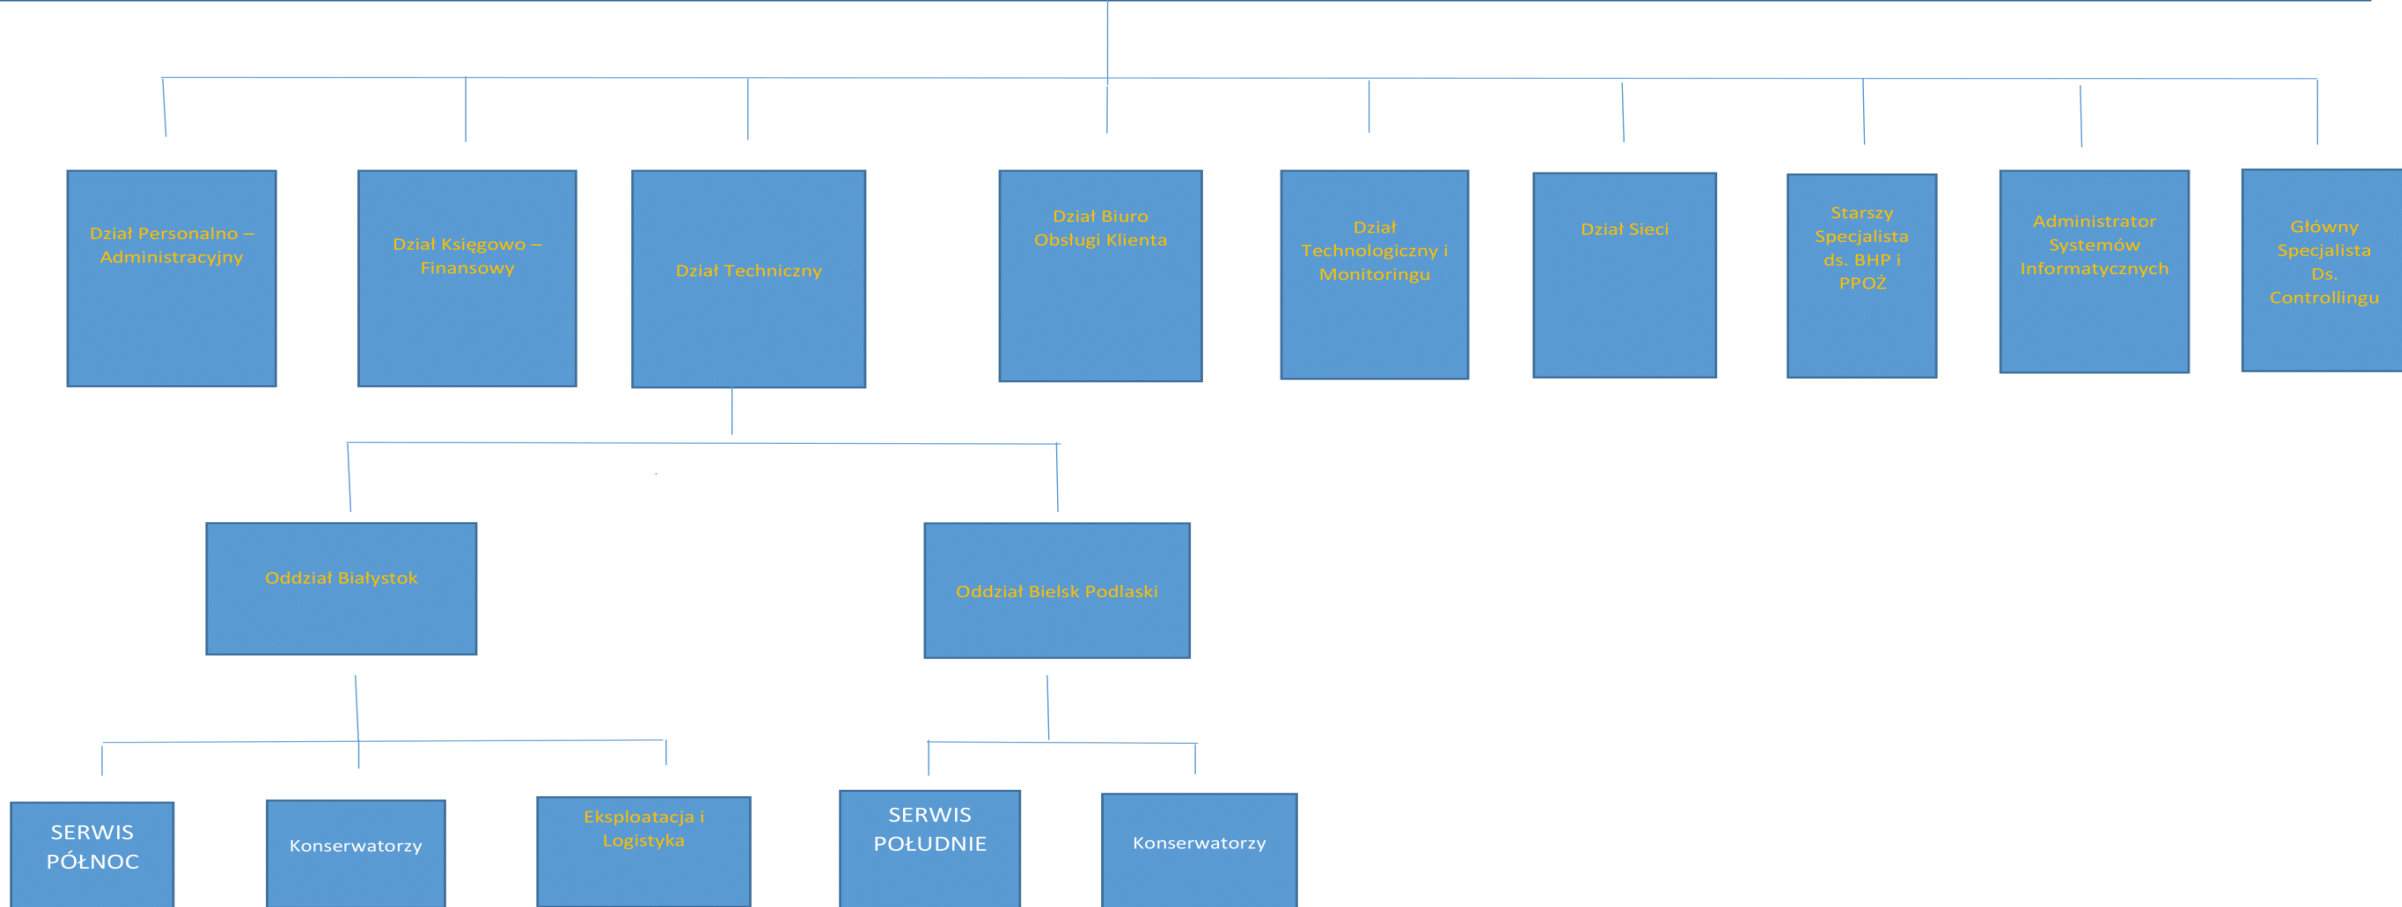 Dział Personalno –
Administracyjny
Dział Księgowo –
Finansowy
Dział Techniczny
Dział Biuro
Obsługi Klienta
Dział
Technologiczny i
Monitoringu
Dział Sieci
Starszy
Specjalista
ds. BHP i
PPOŻ
Administrator
Systemów
Informatycznych
Główny
Specjalista
Ds.
Controllingu
Oddział Białystok
Oddział Bielsk Podlaski
SERWIS
PÓŁNOC
Konserwatorzy
Eksploatacja i
Logistyka
SERWIS
POŁUDNIE
Konserwatorzy